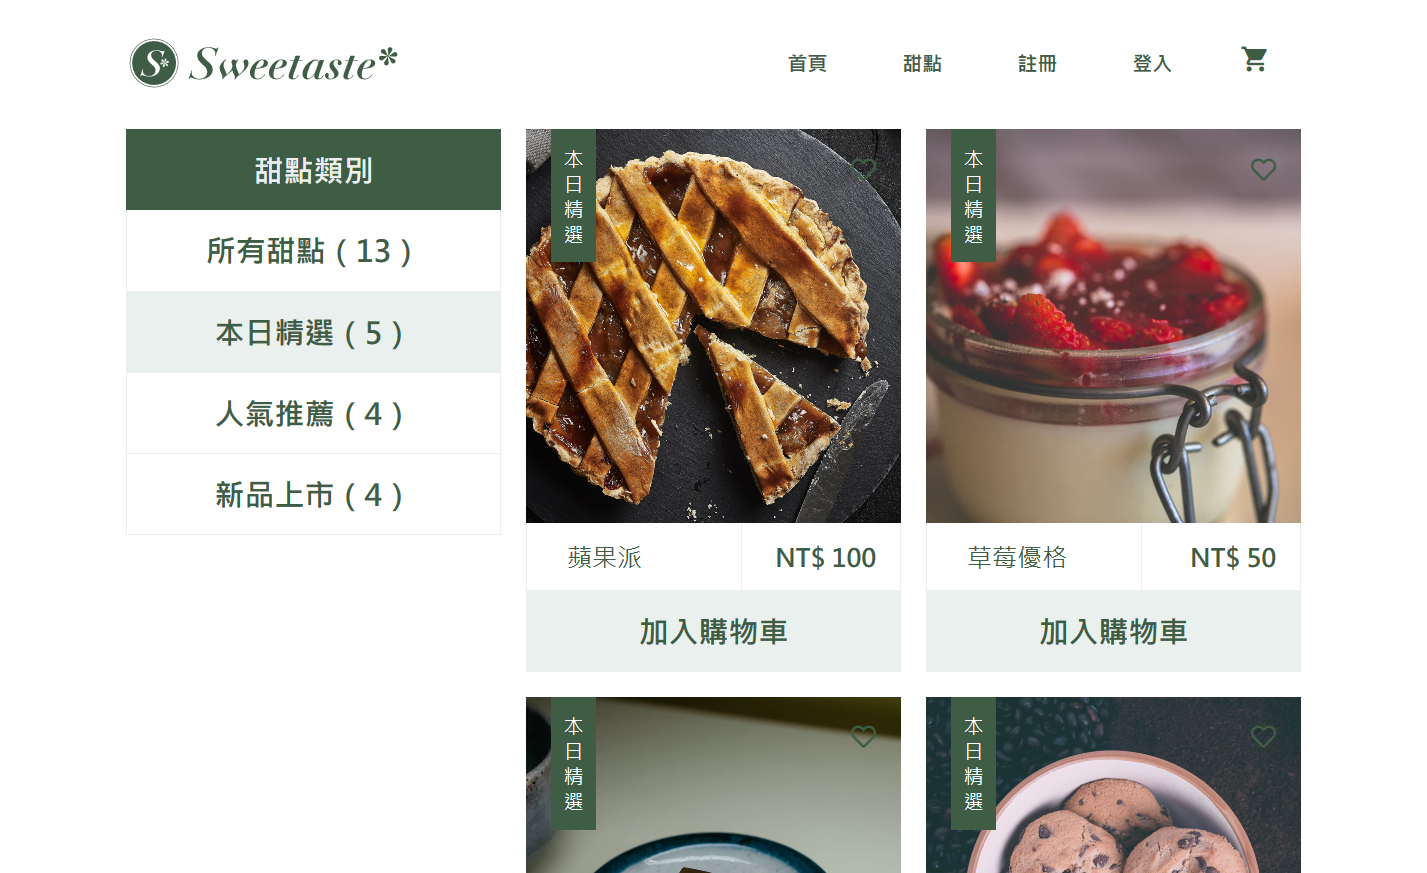 S* Sweetaste*
首頁 甜點 註冊 登入
甜點類別
所有甜點 ( 13 )
本日精選 ( 5 )
人氣推薦 ( 4 )
新品上市 ( 4 )
本日精選
蘋果派 NT$ 100
加入購物車
本日精選
草莓優格 NT$ 50
加入購物車
本日精選
本日精選